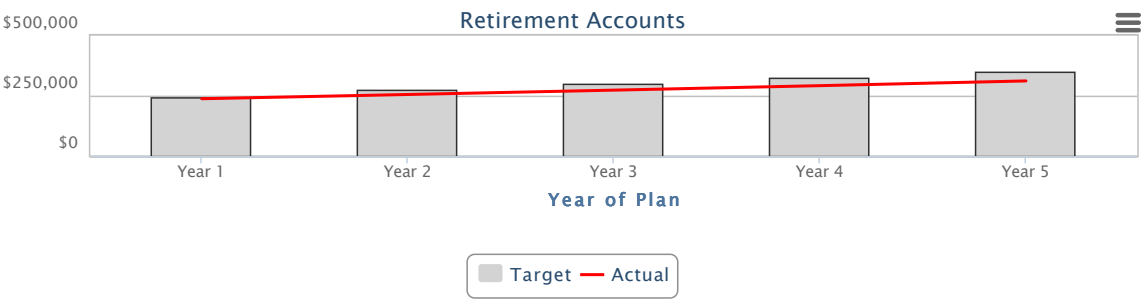 Retirement Accounts
$500,000
$250,000
$0
Year 1 Year 2 Year 3 Year 4 Year 5
Year of Plan
Target Actual